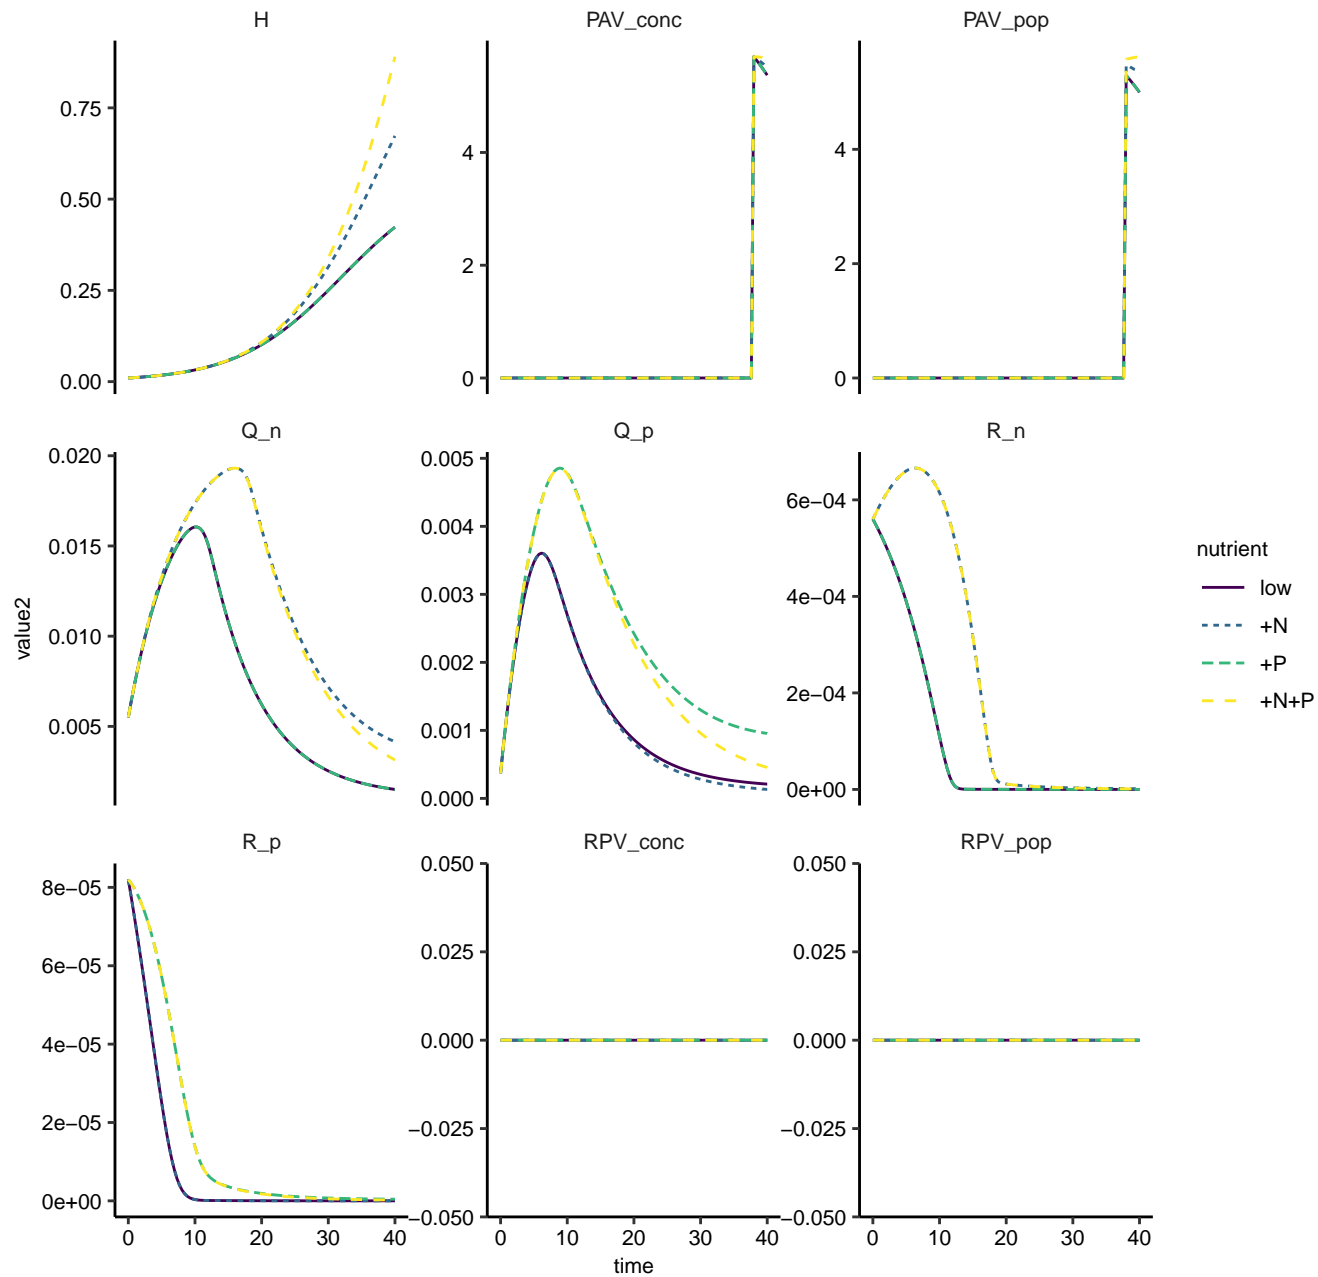 H PAV_conc PAV_pop
0.75
0.50
0.25
0.00
4
2
0
4
2
0
Q_n Q_p R_n
0.020
0.015
0.010
0.005
0.005
0.004
0.003
0.002
0.001
0.000
6e−04
4e−04
2e−04
0e+00
value2
nutrient
low
+N
+P
+N+P
R_p RPV_conc RPV_pop
8e−05
6e−05
4e−05
2e−05
0e+00
0.050
0.025
0.000
−0.025
−0.050
0.050
0.025
0.000
−0.025
−0.050
0 10 20 30 40 0 10 20 30 40 0 10 20 30 40
time